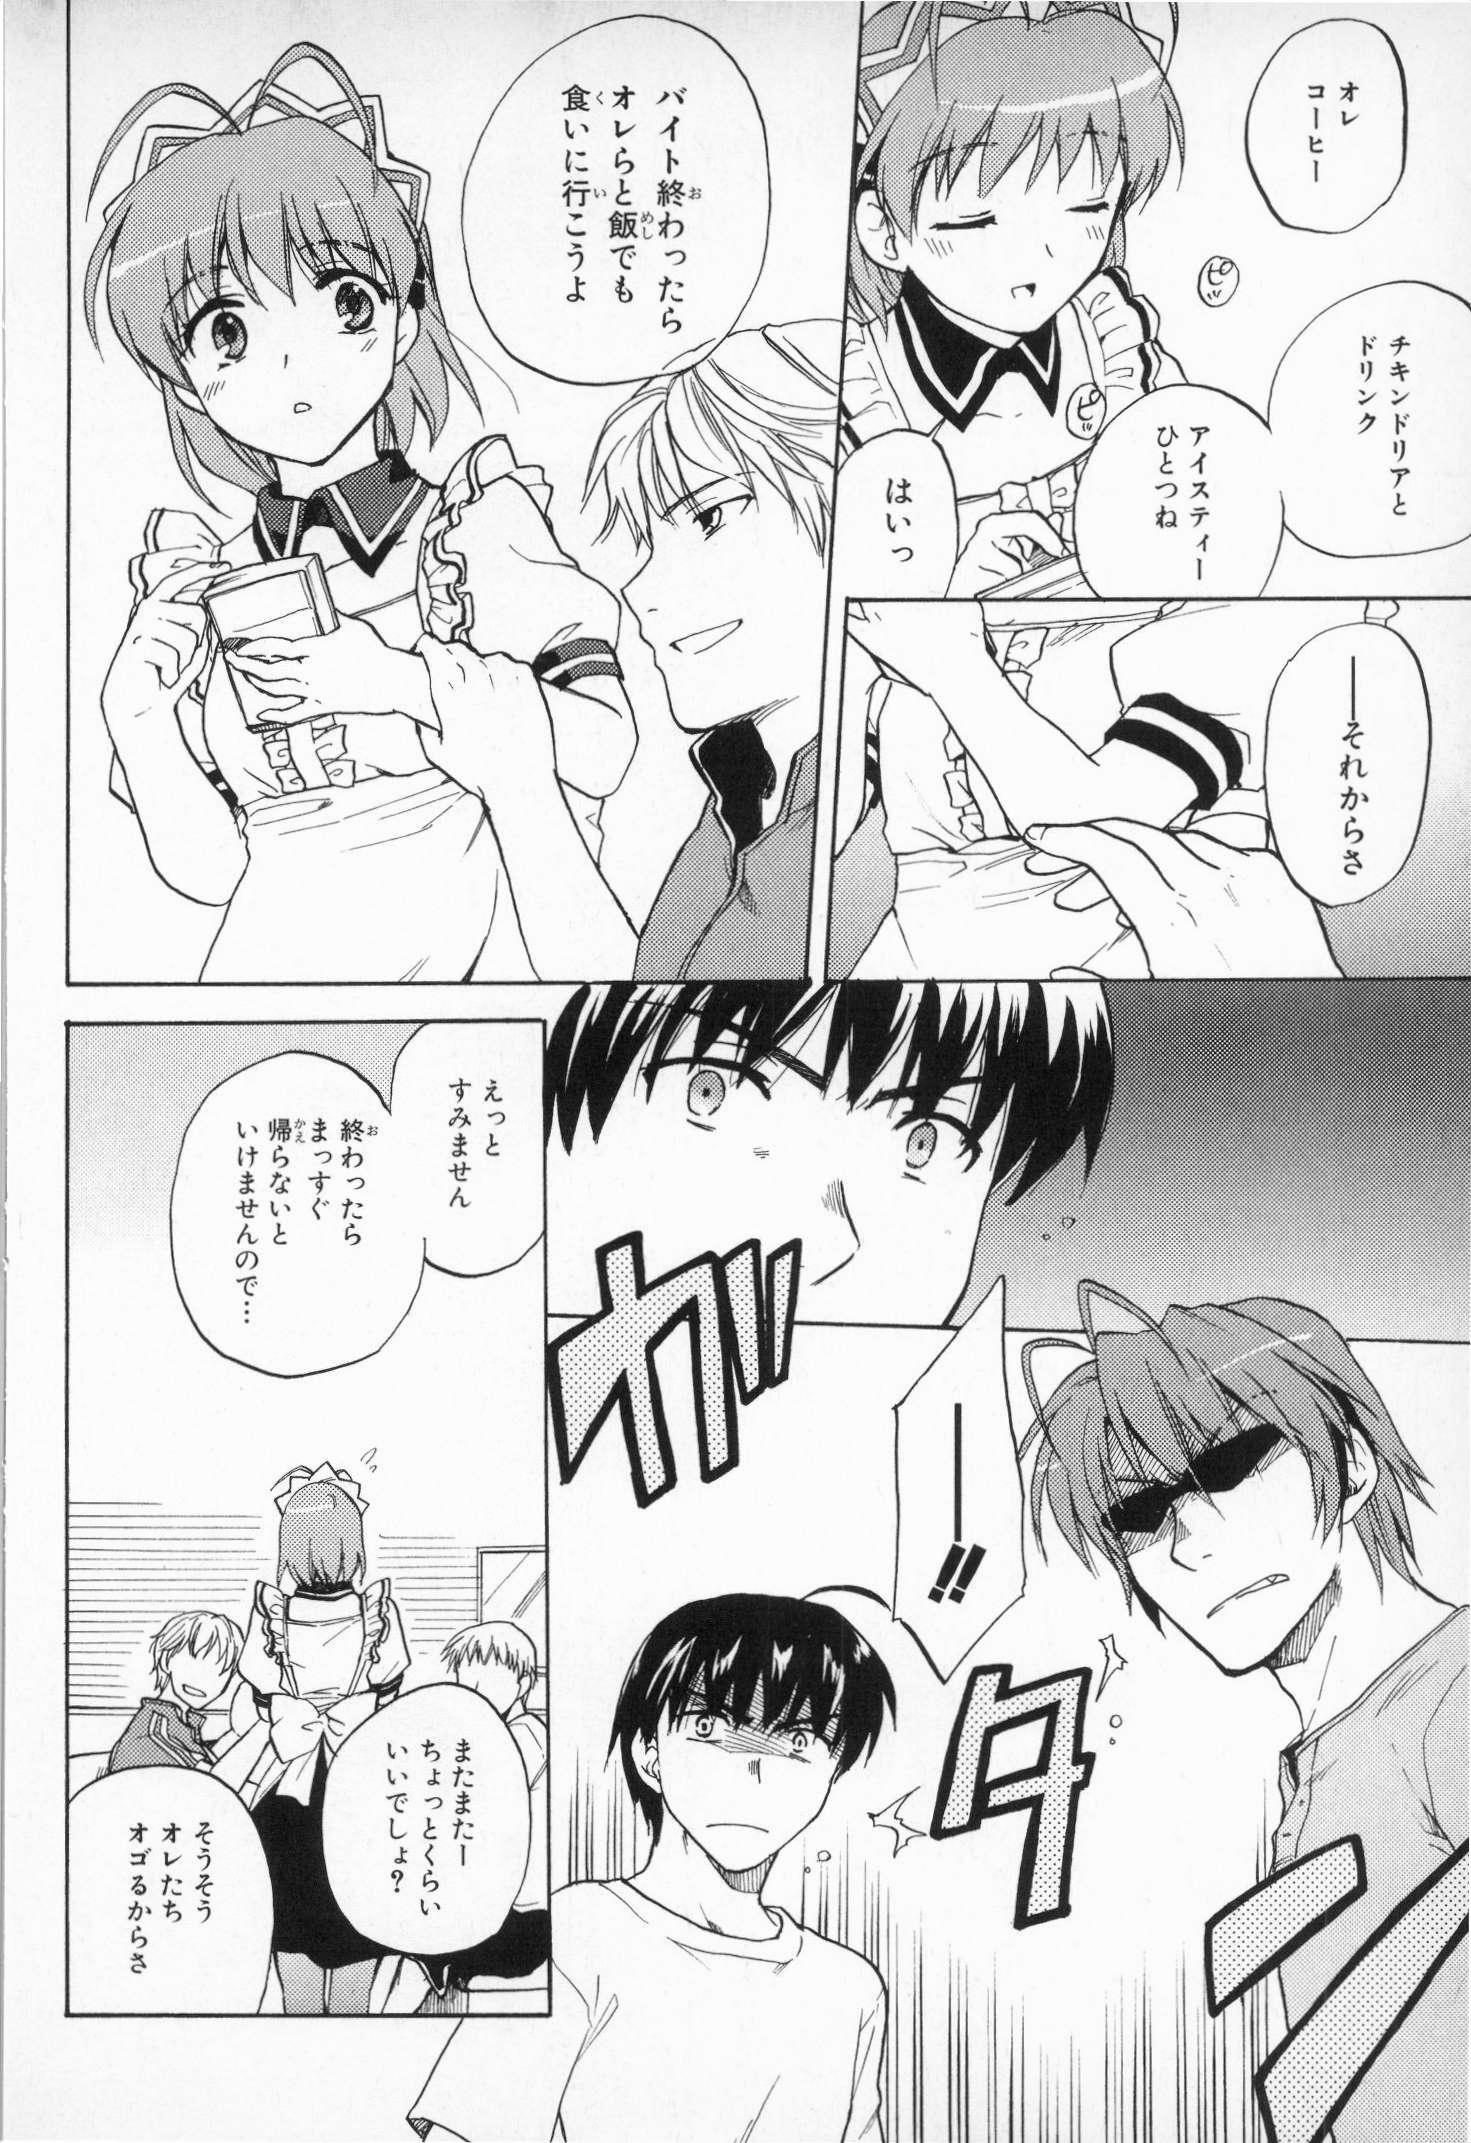 オレ
コーヒー
チキンドリアと
ドリンク
アイスティー
ひとつね
ピッ
ピッ
はいっ
──それからさ
バイト終わったら
オレらと飯でも
食いに行こうよ
ガタッ
──!!
えっと
すみません
終わったら
まっすぐ
帰らないと
いけませんので…
またまたー
ちょっとくらい
いいでしょ?
そうそう
オレたち
オゴるからさ